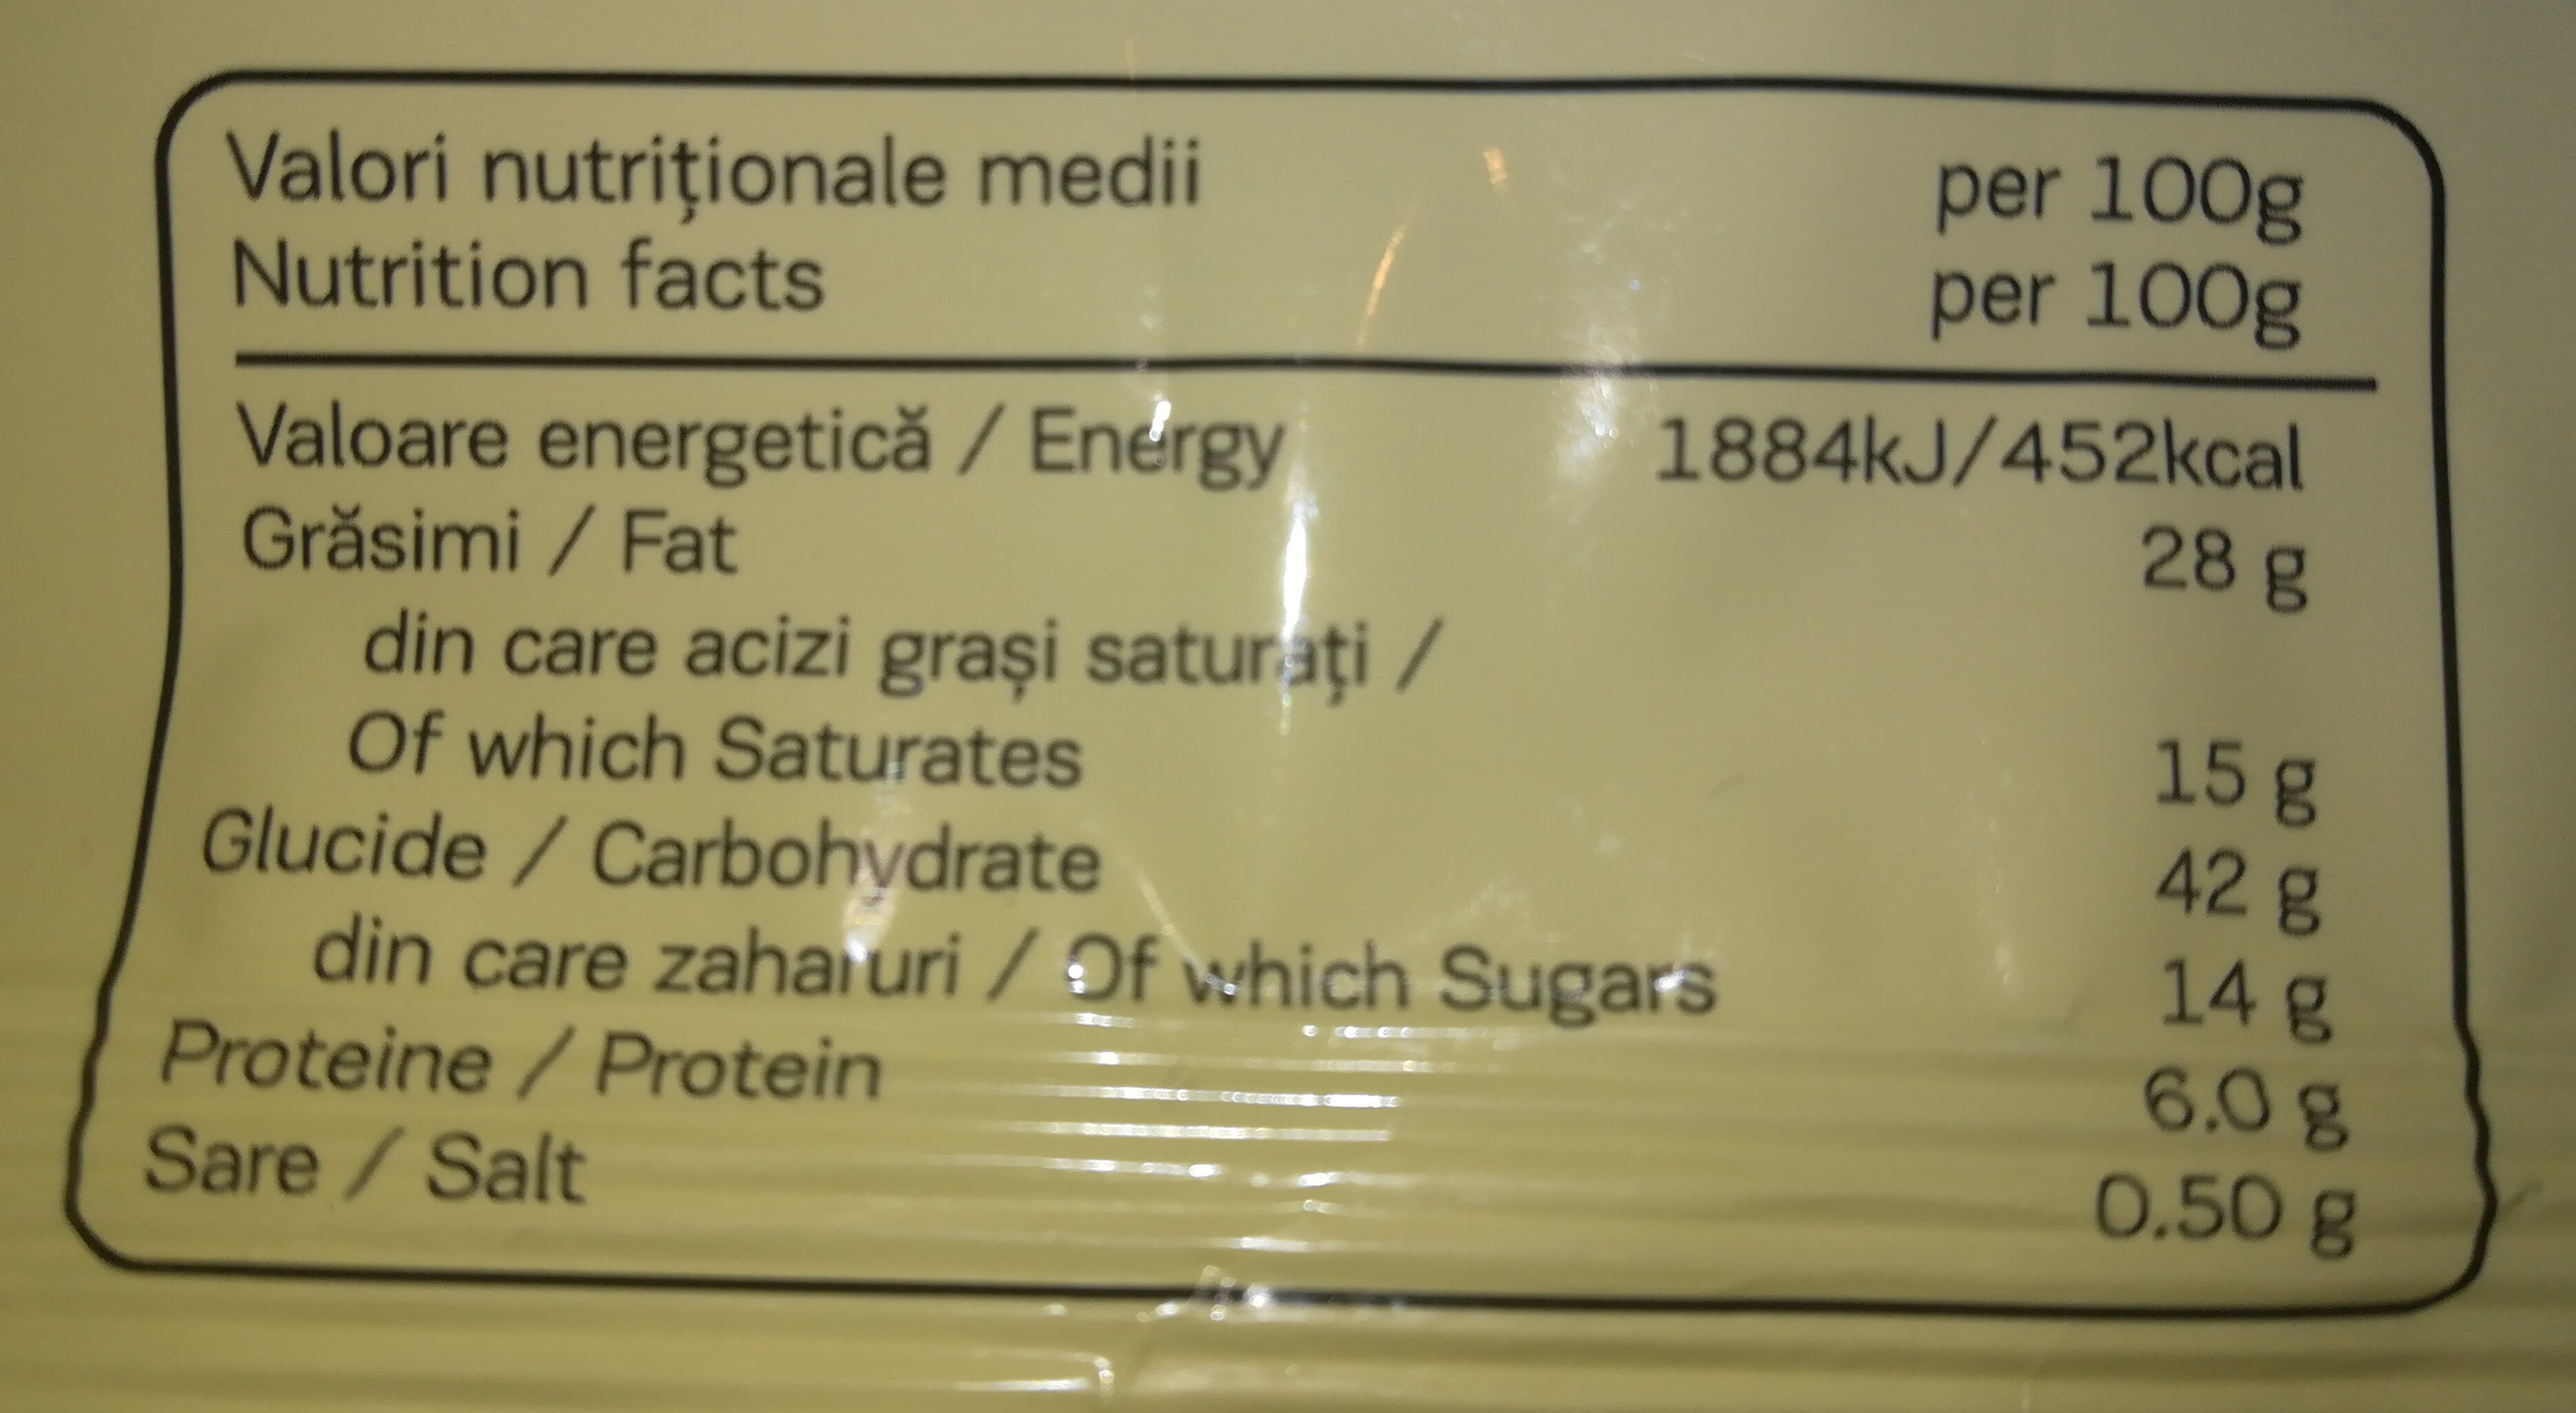 Valori nutriționale medii per 100g
Nutrition facts per 100g
Valoare energetică / Energy 1884kJ/452kcal
Grăsimi / Fat 28 g
din care acizi grași saturați /
Of which Saturates 15 g
Glucide / Carbohydrate 42 g
din care zaharuri / Of which Sugars 14 g
Proteine / Protein 6.0 g
Sare / Salt 0.50 g